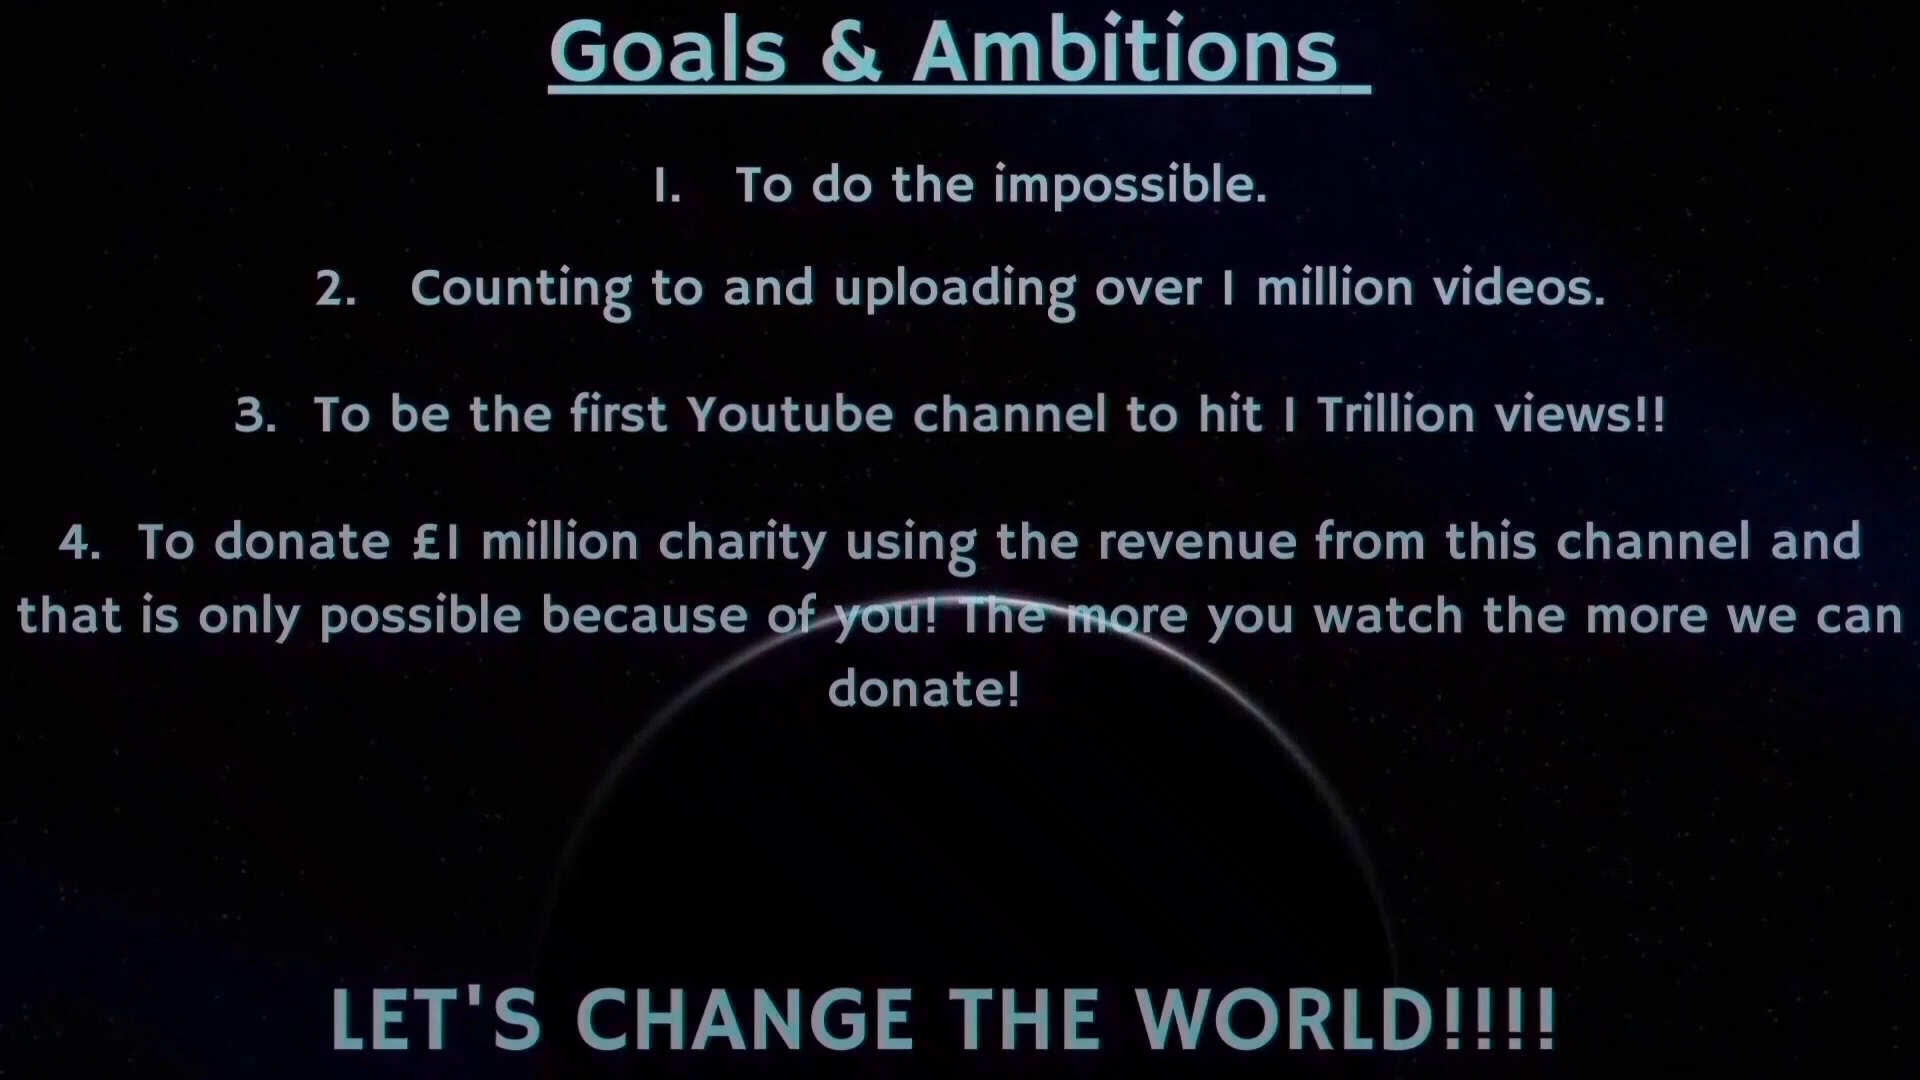 Goals & Ambitions
1. To do the impossible.
2. Counting to and uploading over 1 million videos.
3. To be the first Youtube channel to hit 1 Trillion views!!
4. To donate £1 million charity using the revenue from this channel and
that is only possible because of you! The more you watch the more we can
donate!
LET'S CHANGE THE WORLD!!!!